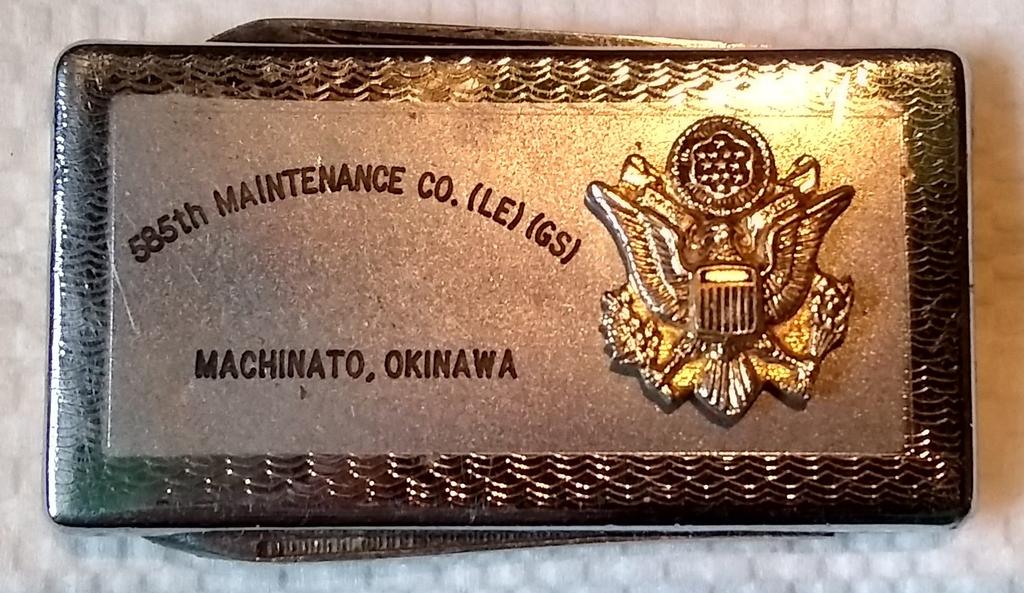 585th MAINTENANCE CO. (LE) (GS)
MACHINATO, OKINAWA